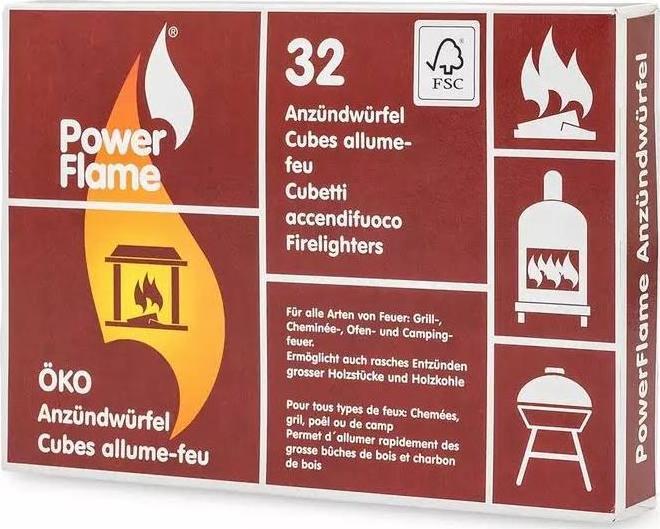 Power
Flame
®
32
FSC
Anzündwürfel
Cubes allume-
feu
Cubetti
accendifuoco
Firelighters
ÖKO
Anzündwürfel
Cubes allume-feu
Für alle Arten von Feuer: Grill-,
Cheminée-, Ofen- und Camping-
feuer.
Ermöglicht auch rasches Entzünden
grosser Holzstücke und Holzkohle
Pour tous types de feux: Chemées,
gril, poêl ou de camp
Permet d´allumer rapidement des
grosse bûches de bois et charbon
de bois
PowerFlame Anzündwürfel